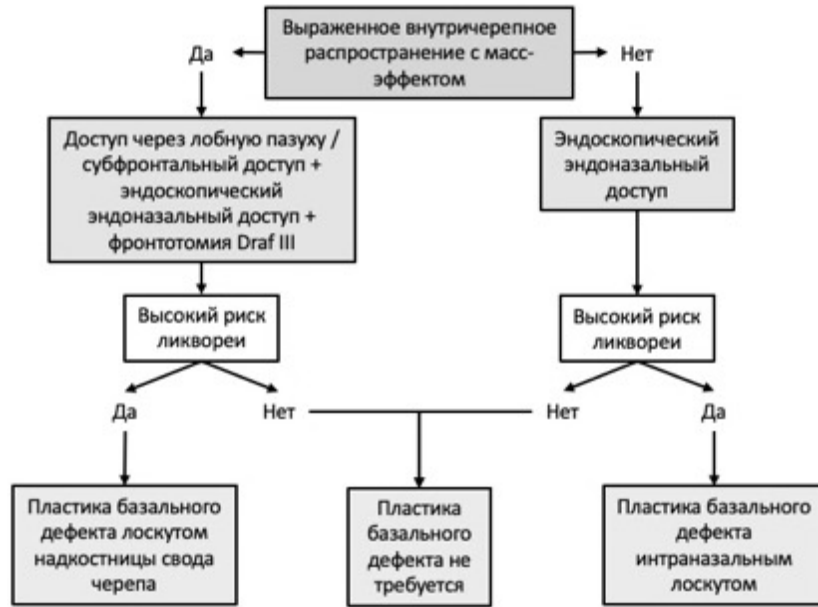 Выраженное внутричерепное
распространение с масс-
эффектом
Да
Нет
Доступ через лобную пазуху /
субфронтальный доступ +
эндоскопический
эндоназальный доступ +
фронтотомия Draf III
Эндоскопический
эндоназальный
доступ
Высокий риск
ликвореи
Высокий риск
ликвореи
Да
Нет
Нет
Да
Пластика базального
дефекта лоскутом
надкостницы свода
черепа
Пластика
базального
дефекта не
требуется
Пластика базального
дефекта
интраназальным
лоскутом